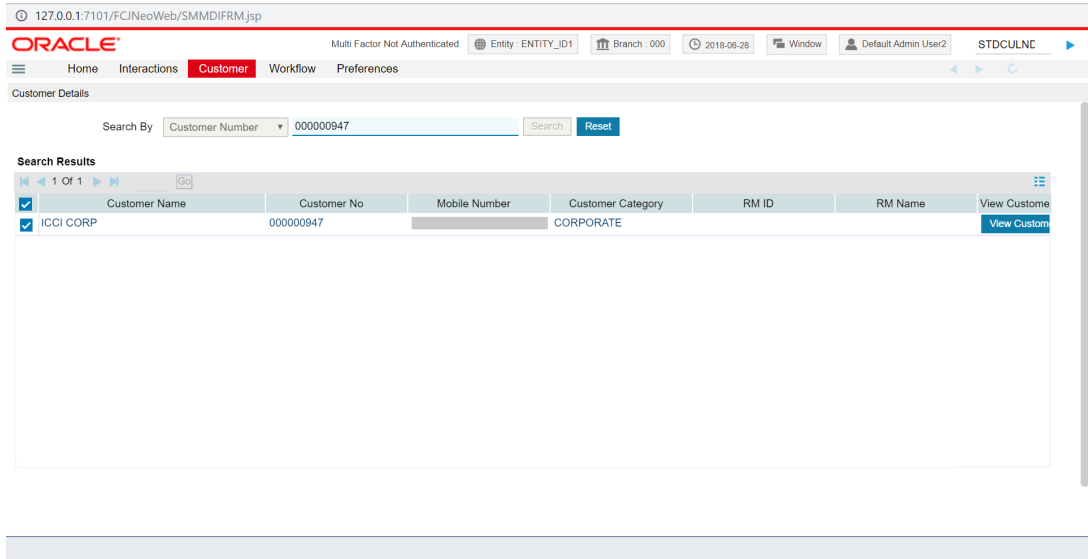 127.0.0.1:7101/FCJNeoWeb/SMMDIFRM.jsp
ORACLE Multi Factor Not Authenticated Entity : ENTITY_ID1 Branch : 000 2018-06-28 Window Default Admin User2 STDCULND
Home Interactions Customer Workflow Preferences
Customer Details
Search By Customer Number 000000947 Search Reset
Search Results
1 Of 1 Go
Customer Name Customer No Mobile Number Customer Category RM ID RM Name View Custome
ICCI CORP 000000947 CORPORATE View Custom